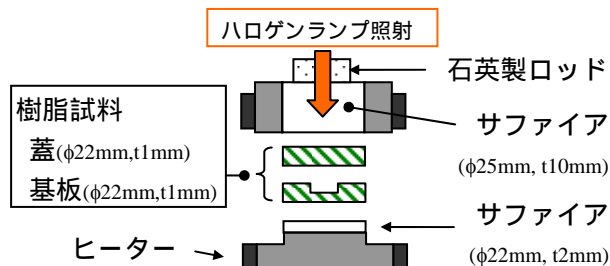 ハロゲンランプ照射
石英製ロッド
樹脂試料
蓋(φ22mm,t1mm)
基板(φ22mm,t1mm)
サファイア
(φ25mm, t10mm)
サファイア
(φ22mm, t2mm)
ヒーター